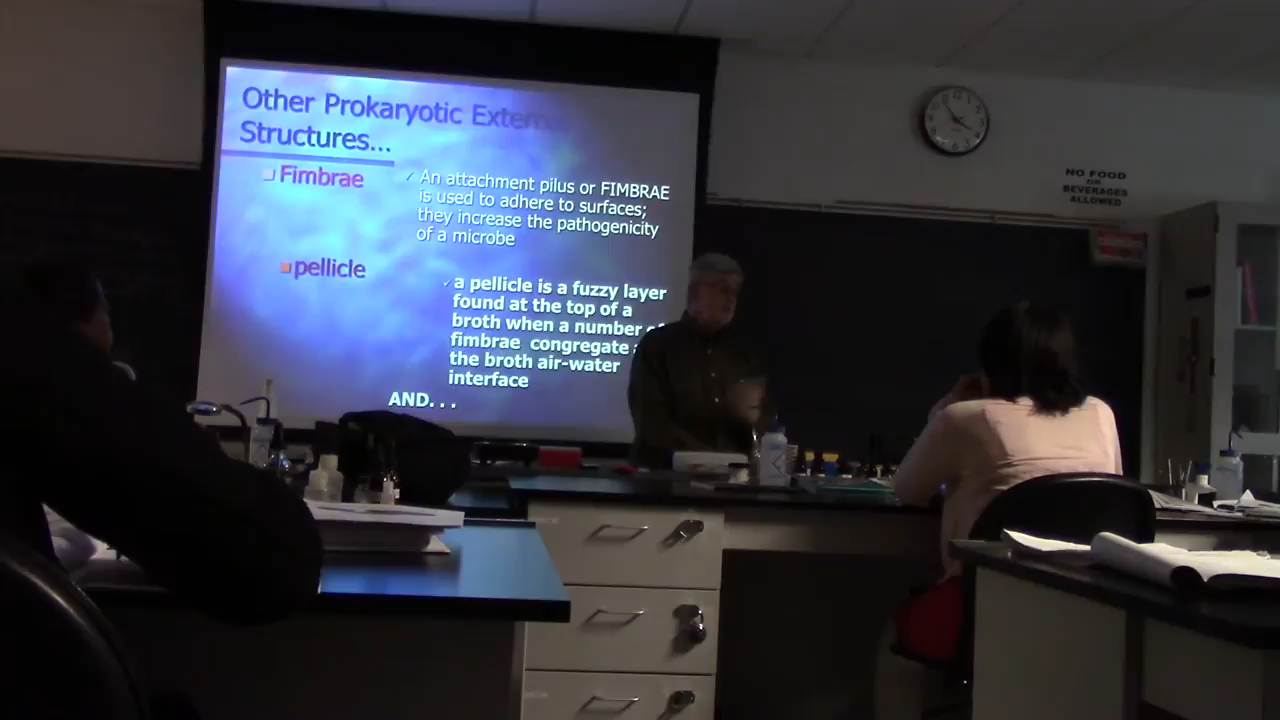 Other Prokaryotic Extern
Structures...
Fimbrae
An attachment pilus or FIMBRAE
is used to adhere to surfaces;
they increase the pathogenicity
of a microbe
pellicle
a pellicle is a fuzzy layer
found at the top of a
broth when a number
fimbrae congregate
the broth air-water
interface
AND...
NO FOOD
OR
BEVERAGES
ALLOWED